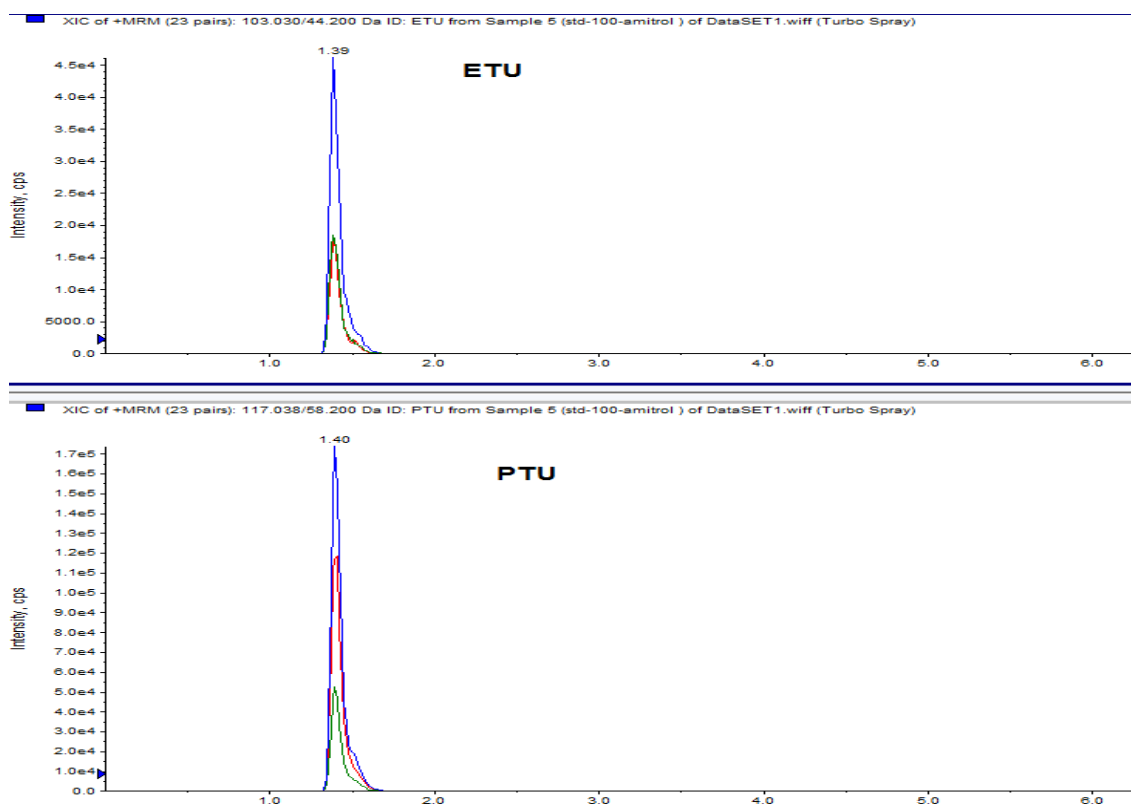 XIC of +MRM (23 pairs): 103.030/44.200 Da ID: ETU from Sample 5 (std-100-amitrol ) of DataSET1.wiff (Turbo Spray)
1.39
ETU
4.5e4
4.0e4
3.5e4
3.0e4
2.5e4
2.0e4
1.5e4
1.0e4
5000.0
0.0
Intensity, cps
1.0 2.0 3.0 4.0 5.0 6.0
XIC of +MRM (23 pairs): 117.038/58.200 Da ID: PTU from Sample 5 (std-100-amitrol ) of DataSET1.wiff (Turbo Spray)
1.40
PTU
1.7e5
1.6e5
1.5e5
1.4e5
1.3e5
1.2e5
1.1e5
1.0e5
9.0e4
8.0e4
7.0e4
6.0e4
5.0e4
4.0e4
3.0e4
2.0e4
1.0e4
0.0
Intensity, cps
1.0 2.0 3.0 4.0 5.0 6.0